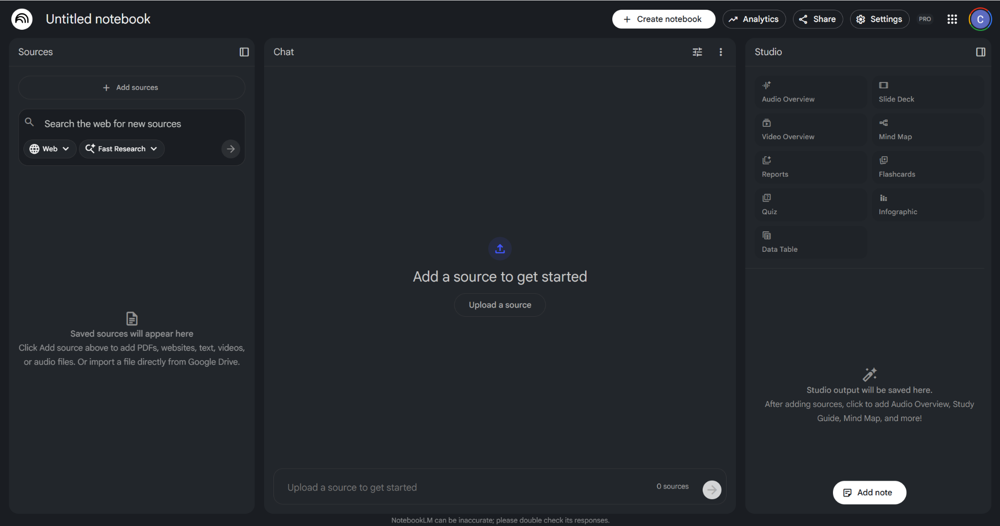 Untitled notebook
Create notebook
Analytics
Share
Settings
PRO
C
Sources
Add sources
Search the web for new sources
Web
Fast Research
Saved sources will appear here
Click Add source above to add PDFs, websites, text, videos,
or audio files. Or import a file directly from Google Drive.
Chat
Add a source to get started
Upload a source
Upload a source to get started
0 sources
NotebookLM can be inaccurate; please double check its responses.
Studio
Audio Overview
Slide Deck
Video Overview
Mind Map
Reports
Flashcards
Quiz
Infographic
Data Table
Studio output will be saved here.
After adding sources, click to add Audio Overview, Study
Guide, Mind Map, and more!
Add note